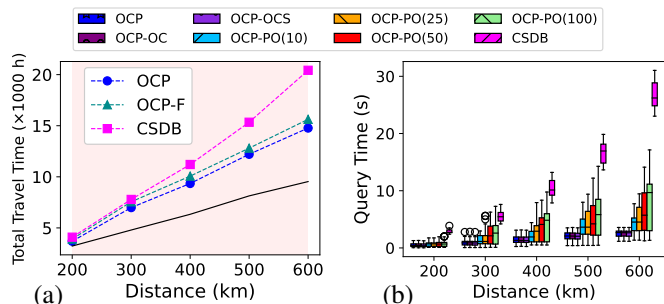 OCP OCP-OCS OCP-PO(25) OCP-PO(100)
OCP-OC OCP-PO(10) OCP-PO(50) CSDB
Total Travel Time (×1000 h)
20
15
10
5
OCP
OCP-F
CSDB
200 300 400 500 600
Distance (km)
(a)
Query Time (s)
30
20
10
0
200 300 400 500 600
Distance (km)
(b)